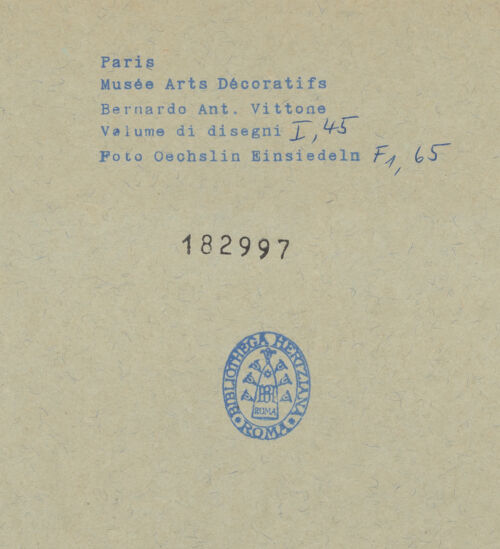 Paris
Musée Arts Décoratifs
Bernardo Ant. Vittone
Volume di disegni I, 45
Foto Oechslin Einsiedeln F1, 65
182997
BIBLIOTHECA HERTZIANA
ROMA
ROMA